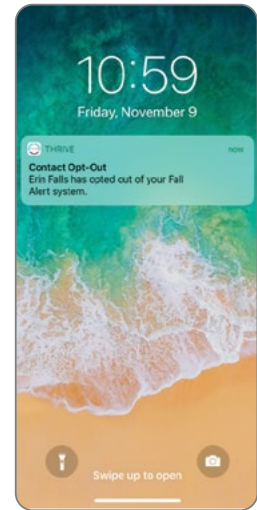 10:59
Friday, November 9
THRIVE now
Contact Opt-Out
Erin Falls has opted out of your Fall
Alert system.
Swipe up to open